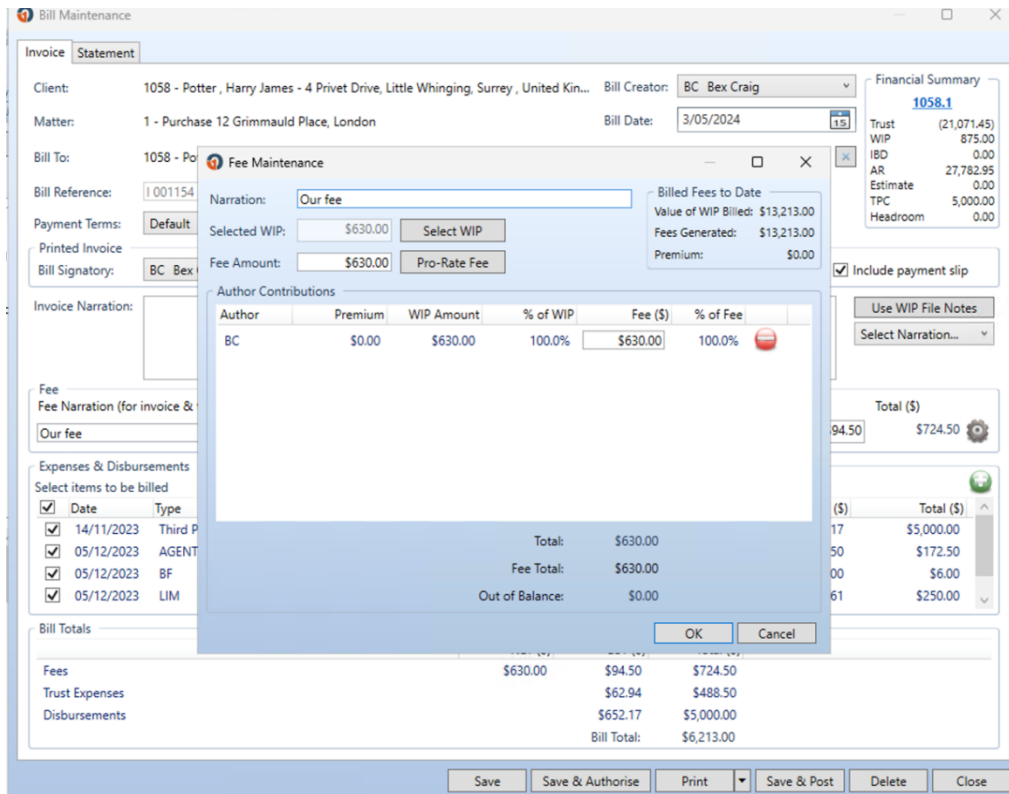 Bill Maintenance
Invoice Statement
Client: 1058 - Potter , Harry James - 4 Privet Drive, Little Whinging, Surrey , United Kin... Bill Creator: BC Bex Craig
Matter: 1 - Purchase 12 Grimmauld Place, London Bill Date: 3/05/2024 15
Bill To: 1058 - Po
Bill Reference: I 001154
Payment Terms: Default
Printed Invoice
Bill Signatory: BC Bex Include payment slip
Invoice Narration: Use WIP File Notes
Select Narration...
Financial Summary
1058.1
Trust (21,071.45)
WIP 875.00
IBD 0.00
AR 27,782.95
Estimate 0.00
TPC 5,000.00
Headroom 0.00
Fee Maintenance
Narration: Our fee
Selected WIP: $630.00 Select WIP
Fee Amount: $630.00 Pro-Rate Fee
Billed Fees to Date
Value of WIP Billed: $13,213.00
Fees Generated: $13,213.00
Premium: $0.00
Author Contributions
Author Premium WIP Amount % of WIP Fee ($) % of Fee
BC $0.00 $630.00 100.0% $630.00 100.0%
Total: $630.00
Fee Total: $630.00
Out of Balance: $0.00
OK Cancel
Fee
Fee Narration (for invoice & Total ($)
Our fee 94.50 $724.50
Expenses & Disbursements
Select items to be billed
Date Type ($) Total ($)
14/11/2023 Third P 17 $5,000.00
05/12/2023 AGENT 50 $172.50
05/12/2023 BF 00 $6.00
05/12/2023 LIM 61 $250.00
Bill Totals
Fees $630.00 $94.50 $724.50
Trust Expenses $62.94 $488.50
Disbursements $652.17 $5,000.00
Bill Total: $6,213.00
Save Save & Authorise Print Save & Post Delete Close